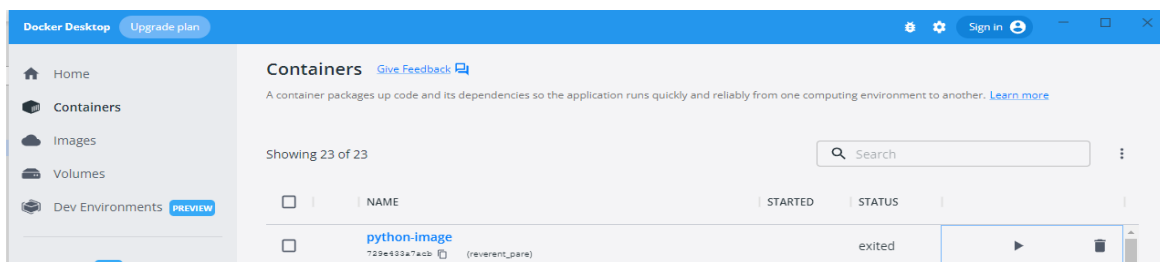 Docker Desktop Upgrade plan Sign in
Home
Containers
Images
Volumes
Dev Environments PREVIEW
Containers Give Feedback
A container packages up code and its dependencies so the application runs quickly and reliably from one computing environment to another. Learn more
Showing 23 of 23 Search
NAME STARTED STATUS
python-image exited
729e433a7acb (reverent_pare)